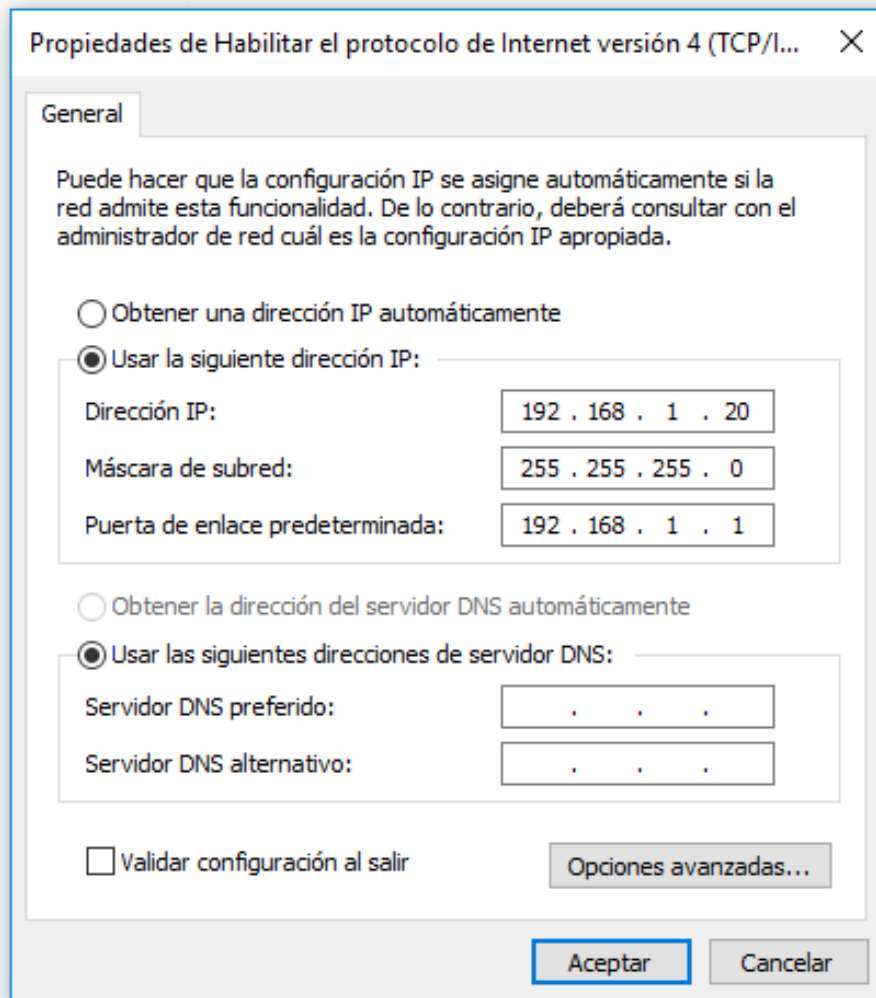 Propiedades de Habilitar el protocolo de Internet versión 4 (TCP/I...
General
Puede hacer que la configuración IP se asigne automáticamente si la
red admite esta funcionalidad. De lo contrario, deberá consultar con el
administrador de red cuál es la configuración IP apropiada.
Obtener una dirección IP automáticamente
Usar la siguiente dirección IP:
Dirección IP: 192 . 168 . 1 . 20
Máscara de subred: 255 . 255 . 255 . 0
Puerta de enlace predeterminada: 192 . 168 . 1 . 1
Obtener la dirección del servidor DNS automáticamente
Usar las siguientes direcciones de servidor DNS:
Servidor DNS preferido: . . .
Servidor DNS alternativo: . . .
Validar configuración al salir Opciones avanzadas...
Aceptar Cancelar